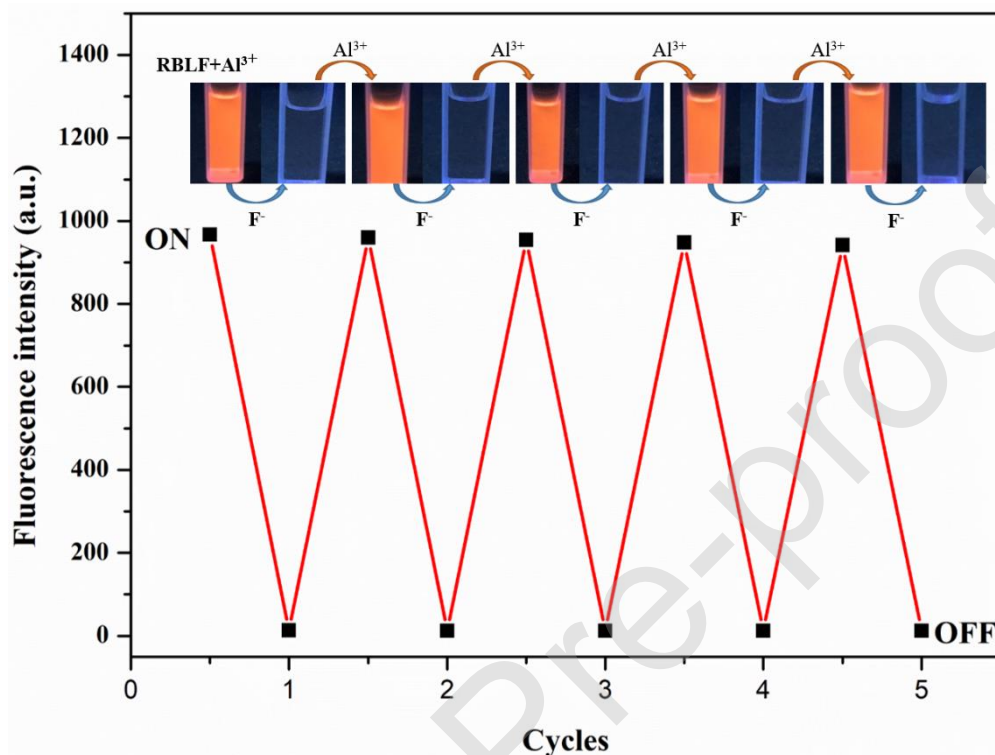 1400
1200
1000
800
600
400
200
0
Fluorescence intensity (a.u.)
RBLF+Al³⁺
Al³⁺ Al³⁺ Al³⁺ Al³⁺
F⁻ F⁻ F⁻ F⁻ F⁻
ON
OFF
0 1 2 3 4 5
Cycles
Pre-proof